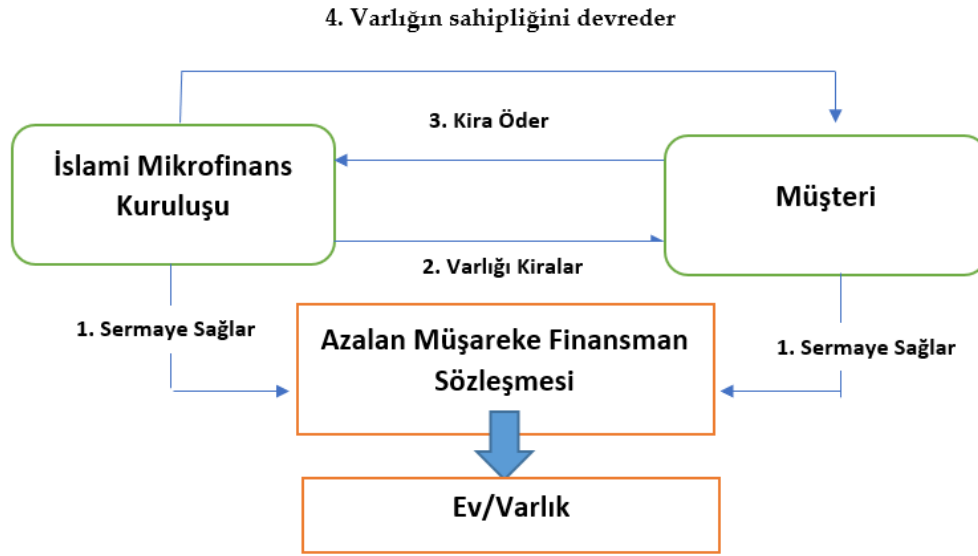 4. Varlığın sahipliğini devreder
3. Kira Öder
İslami Mikrofinans
Kuruluşu
Müşteri
2. Varlığı Kiralar
1. Sermaye Sağlar
Azalan Müşareke Finansman
Sözleşmesi
1. Sermaye Sağlar
Ev/Varlık